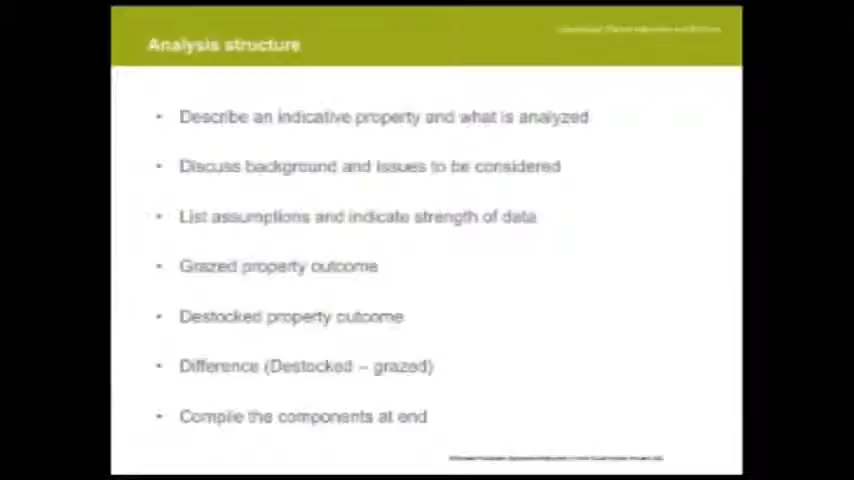 Analysis structure
• Describe an indicative property and what is analyzed
• Discuss background and issues to be considered
• List assumptions and indicate strength of data
• Grazed property outcome
• Destocked property outcome
• Difference (Destocked – grazed)
• Compile the components at end